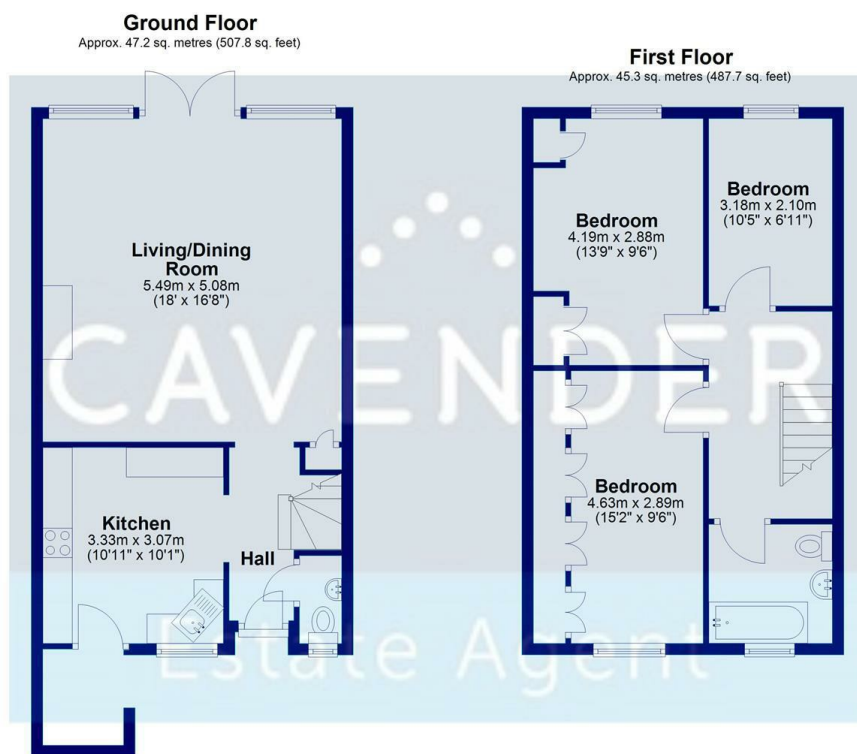 Ground Floor
Approx. 47.2 sq. metres (507.8 sq. feet)
First Floor
Approx. 45.3 sq. metres (487.7 sq. feet)
Living/Dining
Room
5.49m x 5.08m
(18' x 16'8")
Bedroom
4.19m x 2.88m
(13'9" x 9'6")
Bedroom
3.18m x 2.10m
(10'5" x 6'11")
CAVENDER
Kitchen
3.33m x 3.07m
(10'11" x 10'1")
Hall
Bedroom
4.63m x 2.89m
(15'2" x 9'6")
Estate Agent